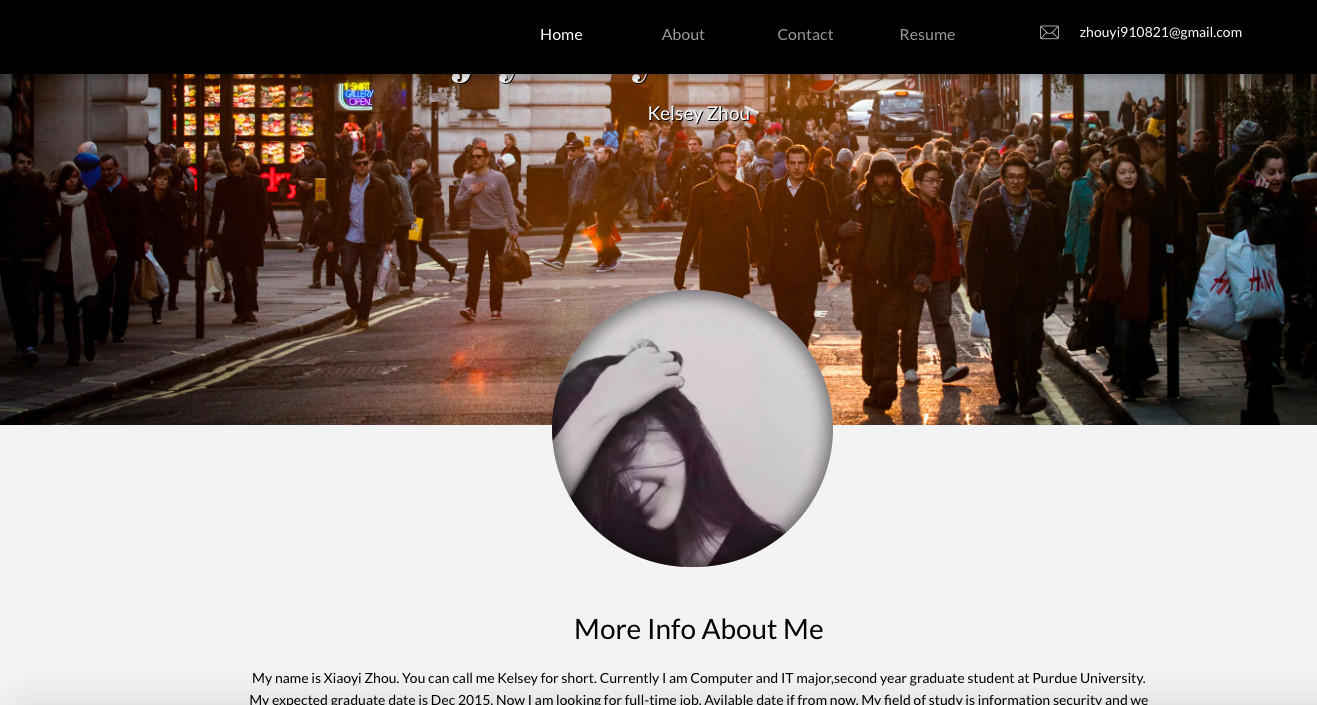 Home About Contact Resume zhouyi910821@gmail.com
Kelsey Zhou
T-SHIRT
GALLERY
OPEN
H&M
More Info About Me
My name is Xiaoyi Zhou. You can call me Kelsey for short. Currently I am Computer and IT major,second year graduate student at Purdue University.
My expected graduate date is Dec 2015. Now I am looking for full-time job. Avilable date if from now. My field of study is information security and we